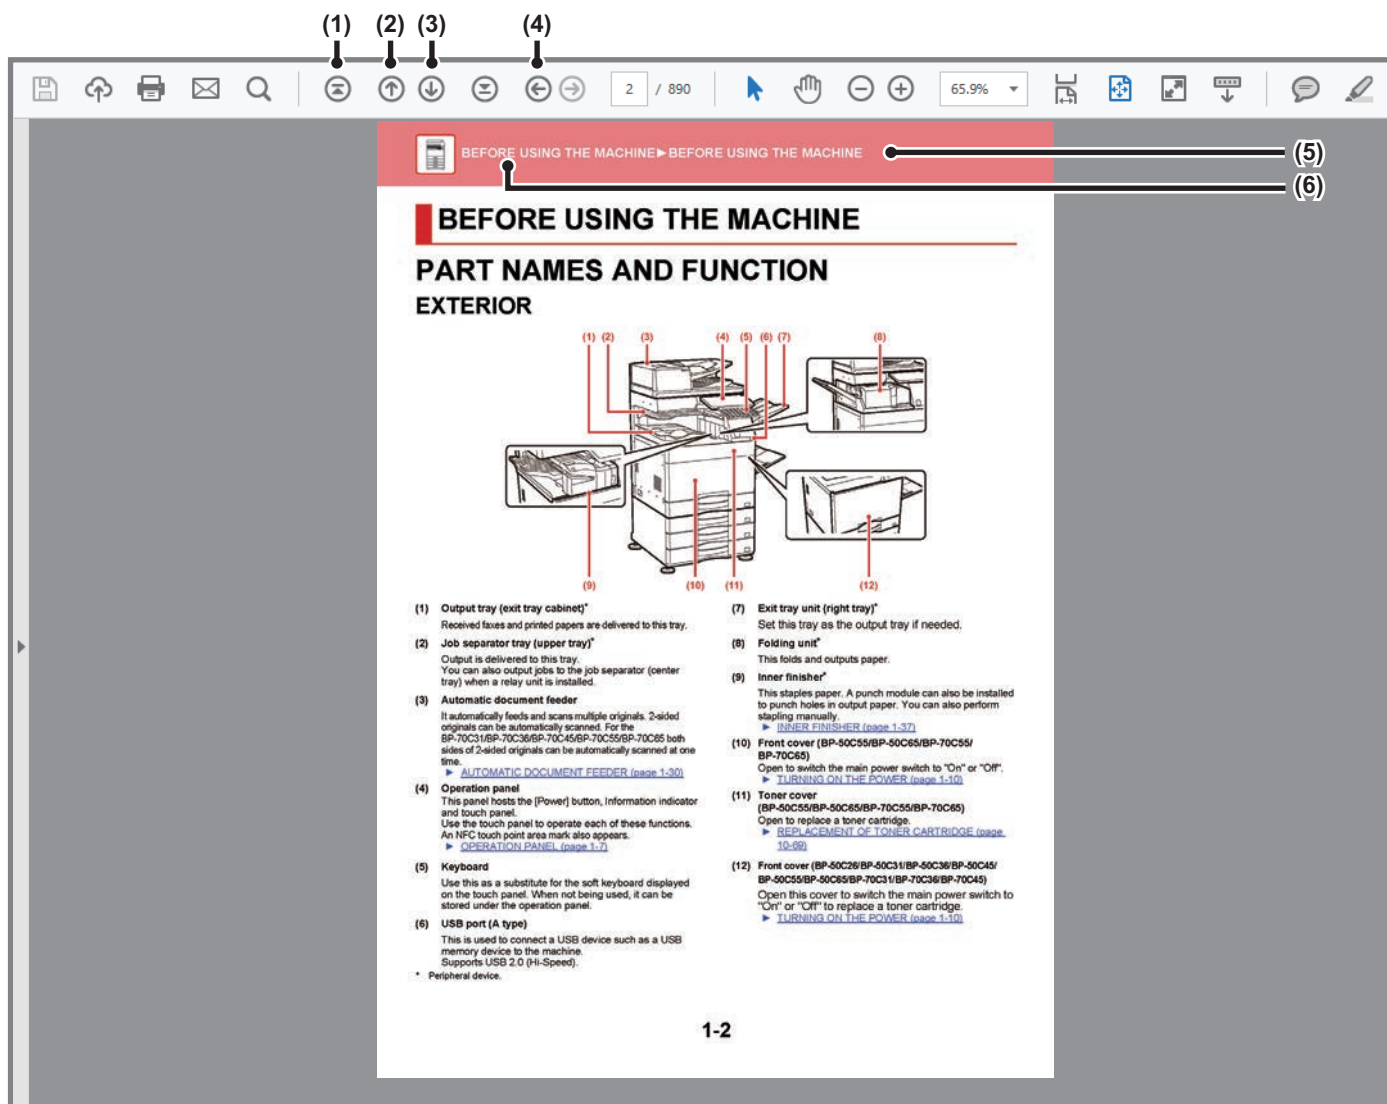 (1) (2) (3) (4)
2 / 890 65.9%
BEFORE USING THE MACHINE►BEFORE USING THE MACHINE
(5)
(6)
BEFORE USING THE MACHINE
PART NAMES AND FUNCTION
EXTERIOR
(1) (2) (3) (4) (5) (6) (7) (8)
(9) (10) (11) (12)
(1) Output tray (exit tray cabinet)*
Received faxes and printed papers are delivered to this tray.
(2) Job separator tray (upper tray)*
Output is delivered to this tray.
You can also output jobs to the job separator (center
tray) when a relay unit is installed.
(3) Automatic document feeder
It automatically feeds and scans multiple originals. 2-sided
originals can be automatically scanned. For the
BP-70C31/BP-70C36/BP-70C45/BP-70C55/BP-70C65 both
sides of 2-sided originals can be automatically scanned at one
time.
► AUTOMATIC DOCUMENT FEEDER (page 1-30)
(4) Operation panel
This panel hosts the [Power] button, Information indicator
and touch panel.
Use the touch panel to operate each of these functions.
An NFC touch point area mark also appears.
► OPERATION PANEL (page 1-7)
(5) Keyboard
Use this as a substitute for the soft keyboard displayed
on the touch panel. When not being used, it can be
stored under the operation panel.
(6) USB port (A type)
This is used to connect a USB device such as a USB
memory device to the machine.
Supports USB 2.0 (Hi-Speed).
* Peripheral device.
(7) Exit tray unit (right tray)*
Set this tray as the output tray if needed.
(8) Folding unit*
This folds and outputs paper.
(9) Inner finisher*
This staples paper. A punch module can also be installed
to punch holes in output paper. You can also perform
stapling manually.
► INNER FINISHER (page 1-37)
(10) Front cover (BP-50C55/BP-50C65/BP-70C55/
BP-70C65)
Open to switch the main power switch to "On" or "Off".
► TURNING ON THE POWER (page 1-10)
(11) Toner cover
(BP-50C55/BP-50C65/BP-70C55/BP-70C65)
Open to replace a toner cartridge.
► REPLACEMENT OF TONER CARTRIDGE (page
10-69)
(12) Front cover (BP-50C26/BP-50C31/BP-50C36/BP-50C45/
BP-50C55/BP-50C65/BP-70C31/BP-70C36/BP-70C45)
Open this cover to switch the main power switch to
"On" or "Off" to replace a toner cartridge.
► TURNING ON THE POWER (page 1-10)
1-2